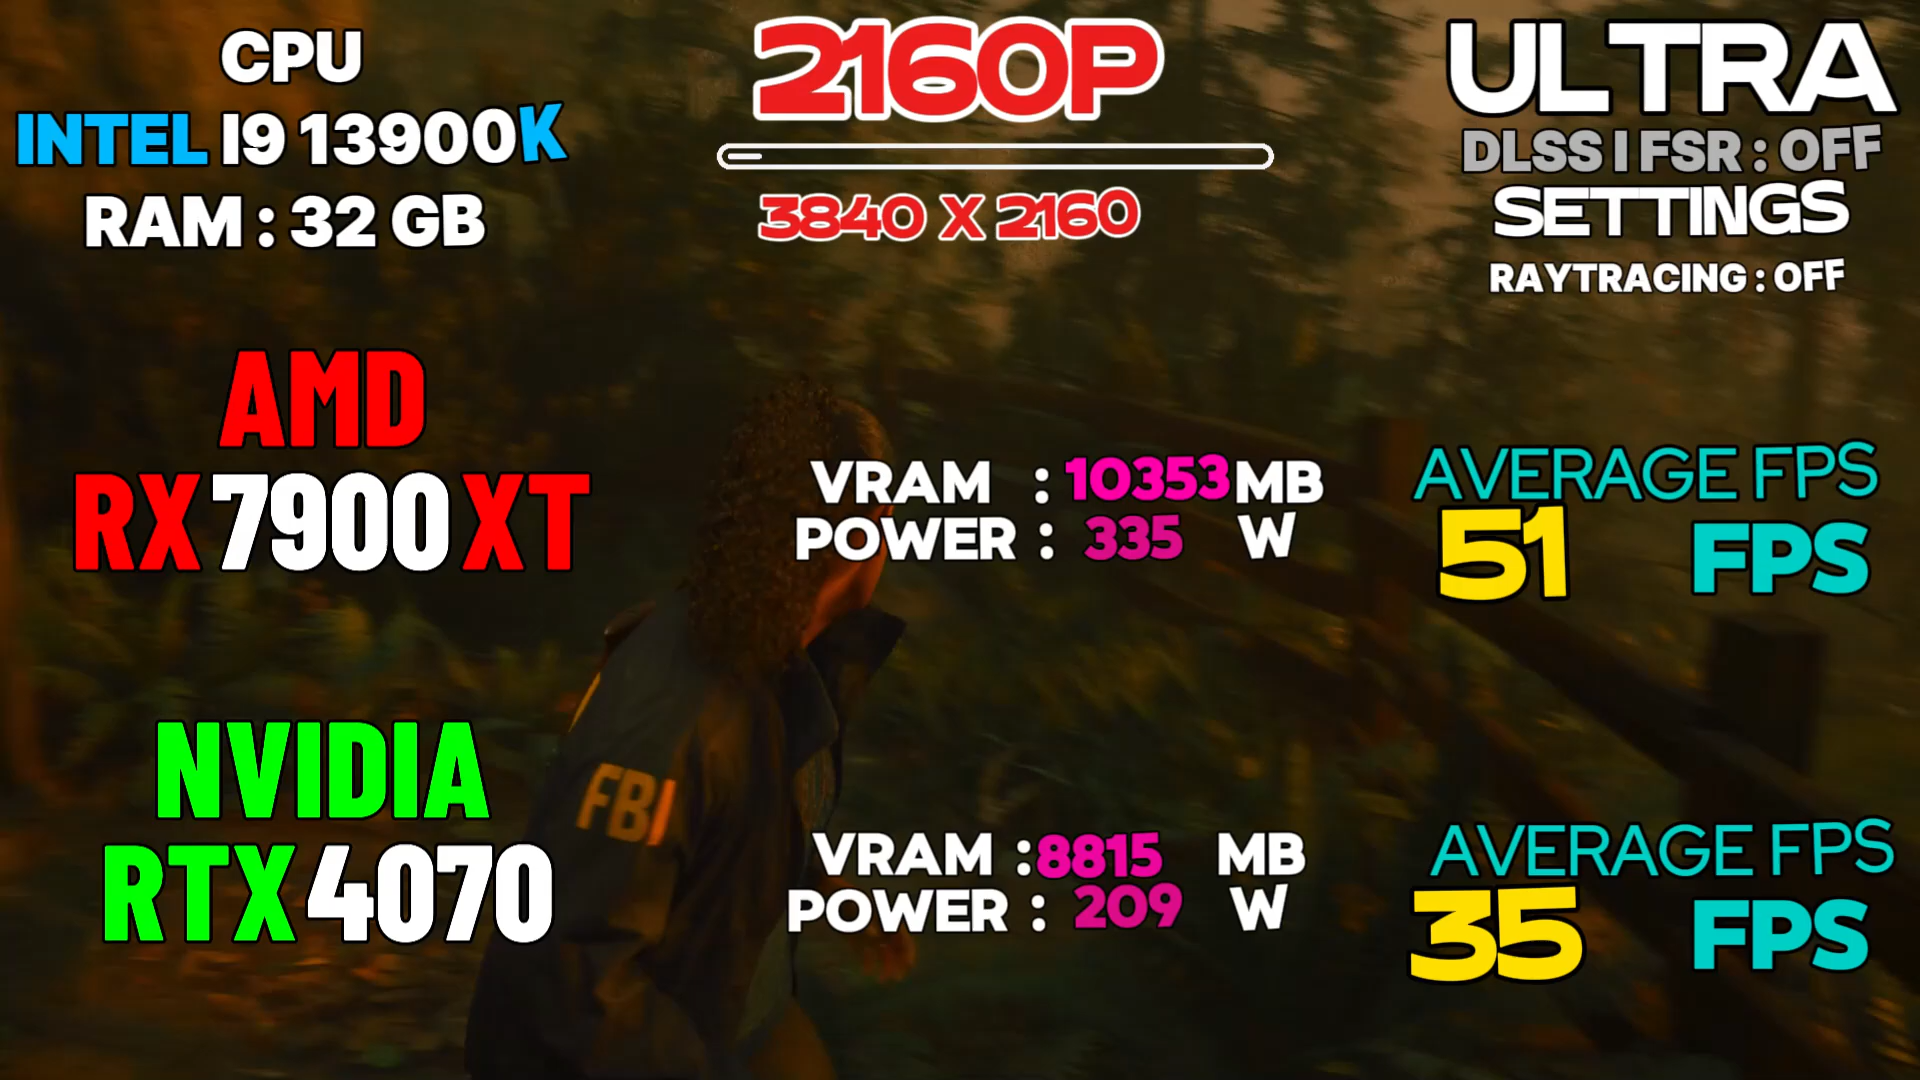 CPU
INTEL I9 13900K
RAM : 32 GB
2160P
3840 X 2160
ULTRA
DLSS | FSR : OFF
SETTINGS
RAYTRACING : OFF
AMD
RX 7900 XT
VRAM : 10353 MB
POWER : 335 W
AVERAGE FPS
51 FPS
NVIDIA
RTX 4070
FBI
VRAM : 8815 MB
POWER : 209 W
AVERAGE FPS
35 FPS